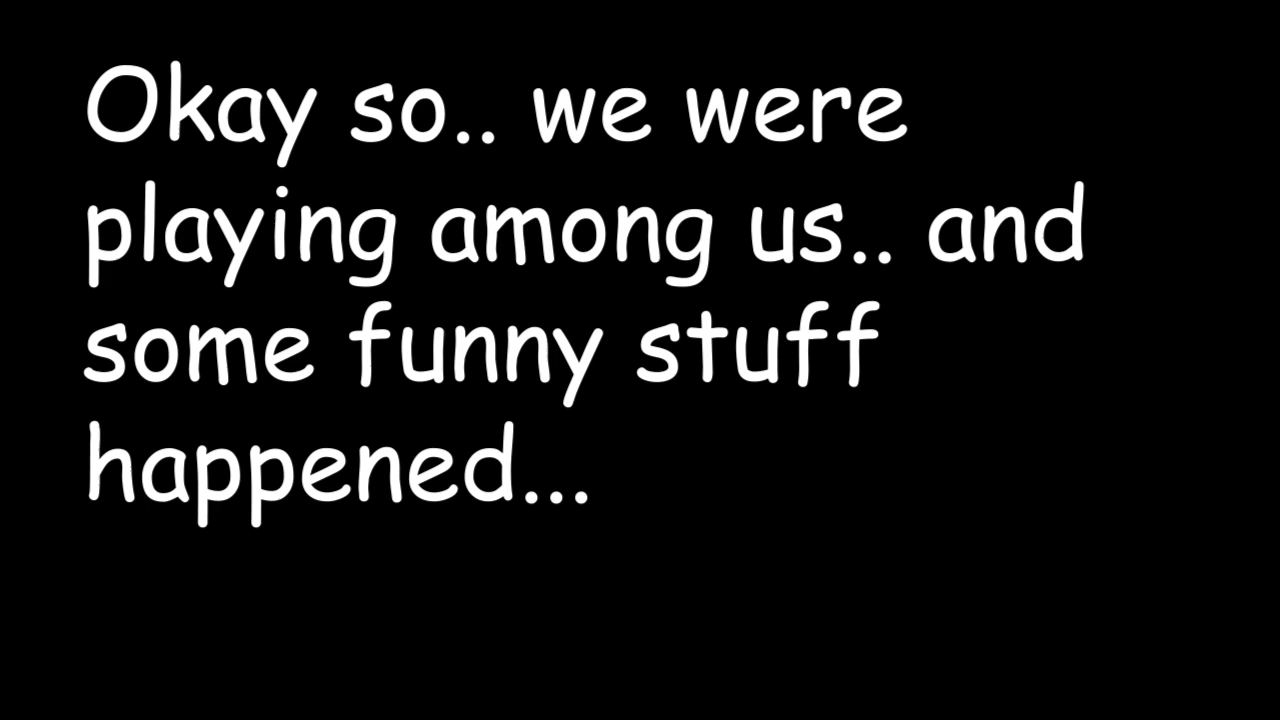 Okay so.. we were
playing among us.. and
some funny stuff
happened...